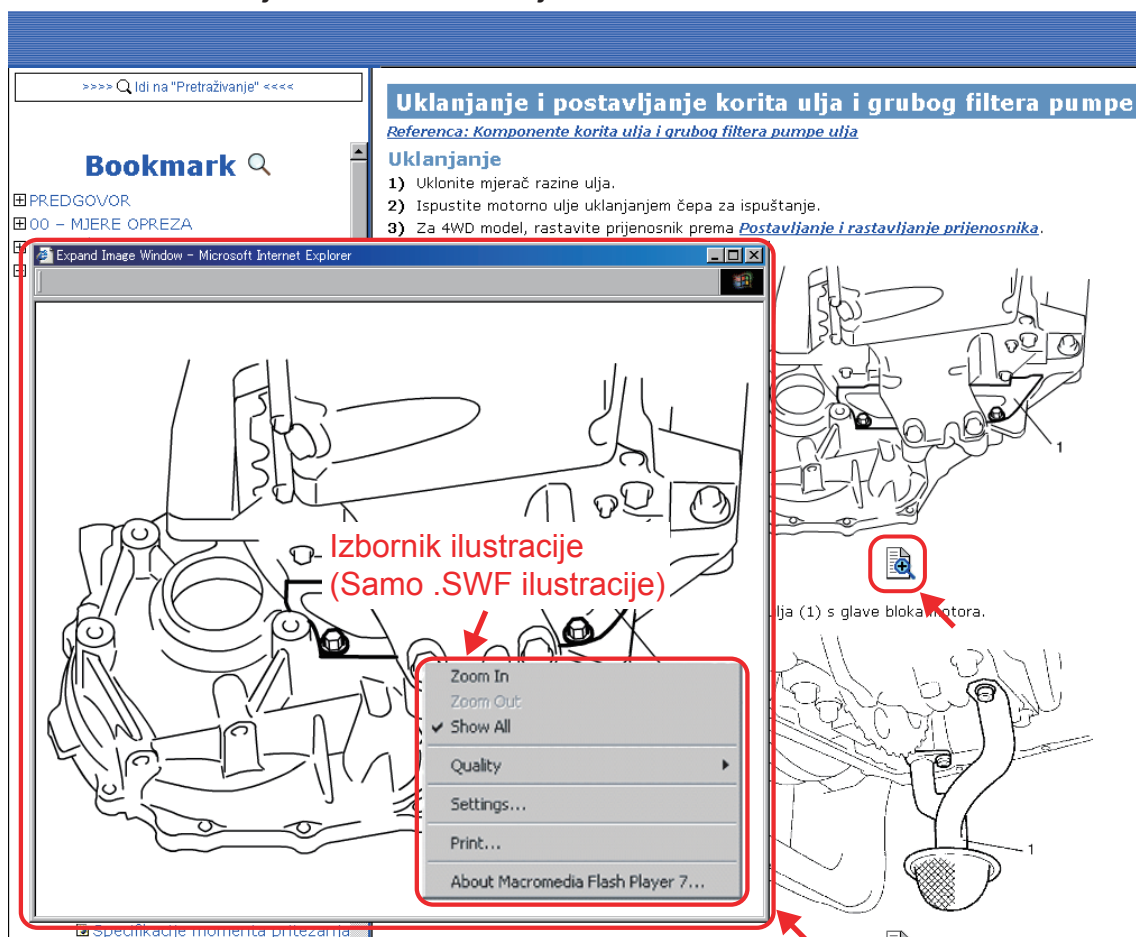 >>>> Idi na "Pretraživanje" <<<<
Bookmark
PREDGOVOR
00 – MJERE OPREZA
Uklanjanje i postavljanje korita ulja i grubog filtera pumpe
Referenca: Komponente korita ulja i grubog filtera pumpe ulja
Uklanjanje
1) Uklonite mjerač razine ulja.
2) Ispustite motorno ulje uklanjanjem čepa za ispuštanje.
3) Za 4WD model, rastavite prijenosnik prema Postavljanje i rastavljanje prijenosnika.
Expand Image Window – Microsoft Internet Explorer
1
Izbornik ilustracije
(Samo .SWF ilustracije)
(1) s glave bloka motora.
Zoom In
Zoom Out
Show All
Quality
Settings...
Print...
About Macromedia Flash Player 7...
1
Specifikacije momenta pritezanja